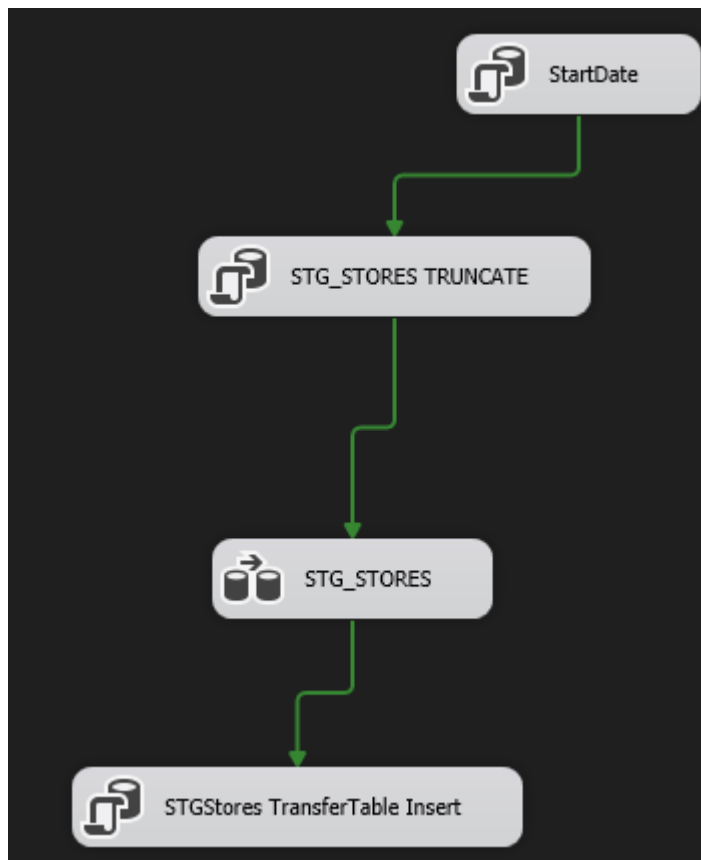 StartDate
STG_STORES TRUNCATE
STG_STORES
STGStores TransferTable Insert